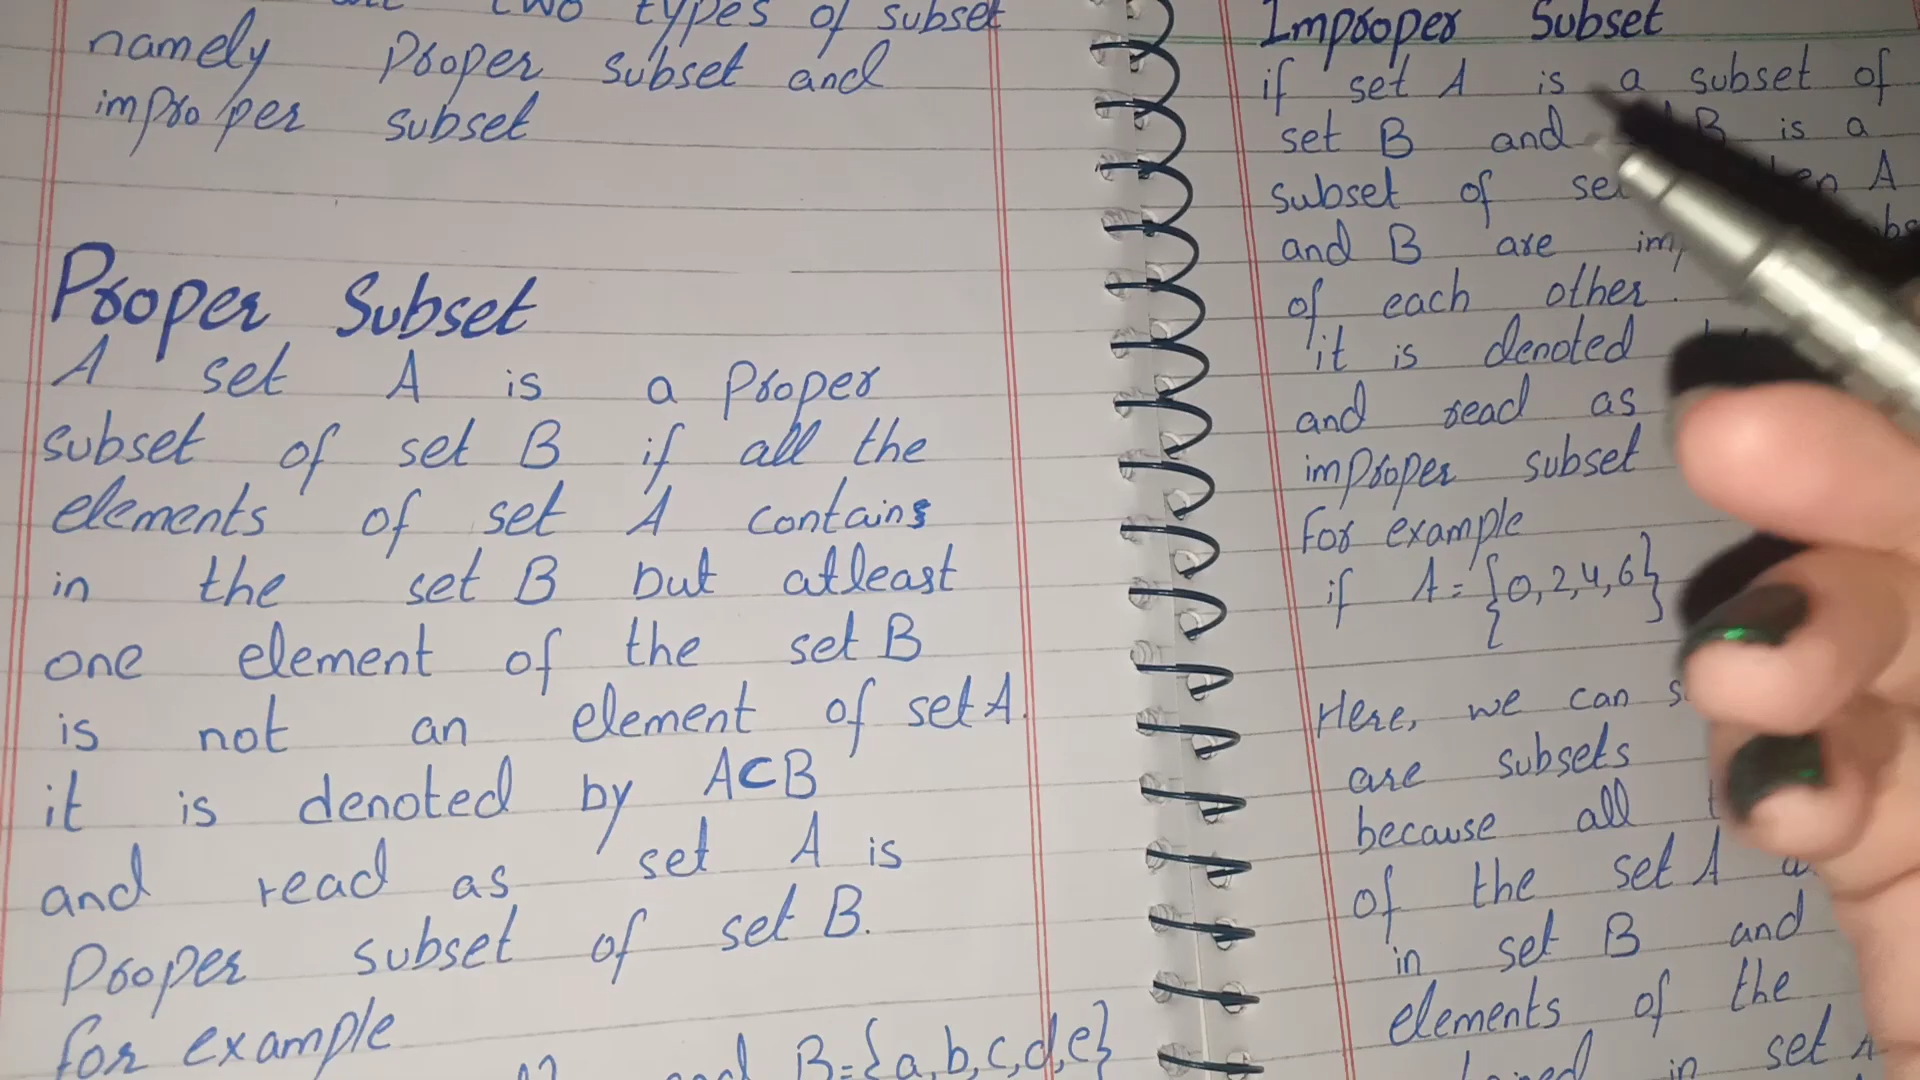 two types of subset
namely Proper subset and
improper subset
Proper Subset
A set A is a Proper
subset of set B if all the
elements of set A contains
in the set B but atleast
one element of the set B
is not an element of set A.
it is denoted by A⊂B
and read as set A is
Proper subset of set B.
for example
B={a,b,c,d,e}
Improper Subset
if set A is a subset of
set B and B is a
subset of A
and B are
of each other.
it is denoted
and read as
improper subset
For example
if A={0,2,4,6}
Here, we can
are subsets
because all
of the set A
in set B and
elements of the
in set A